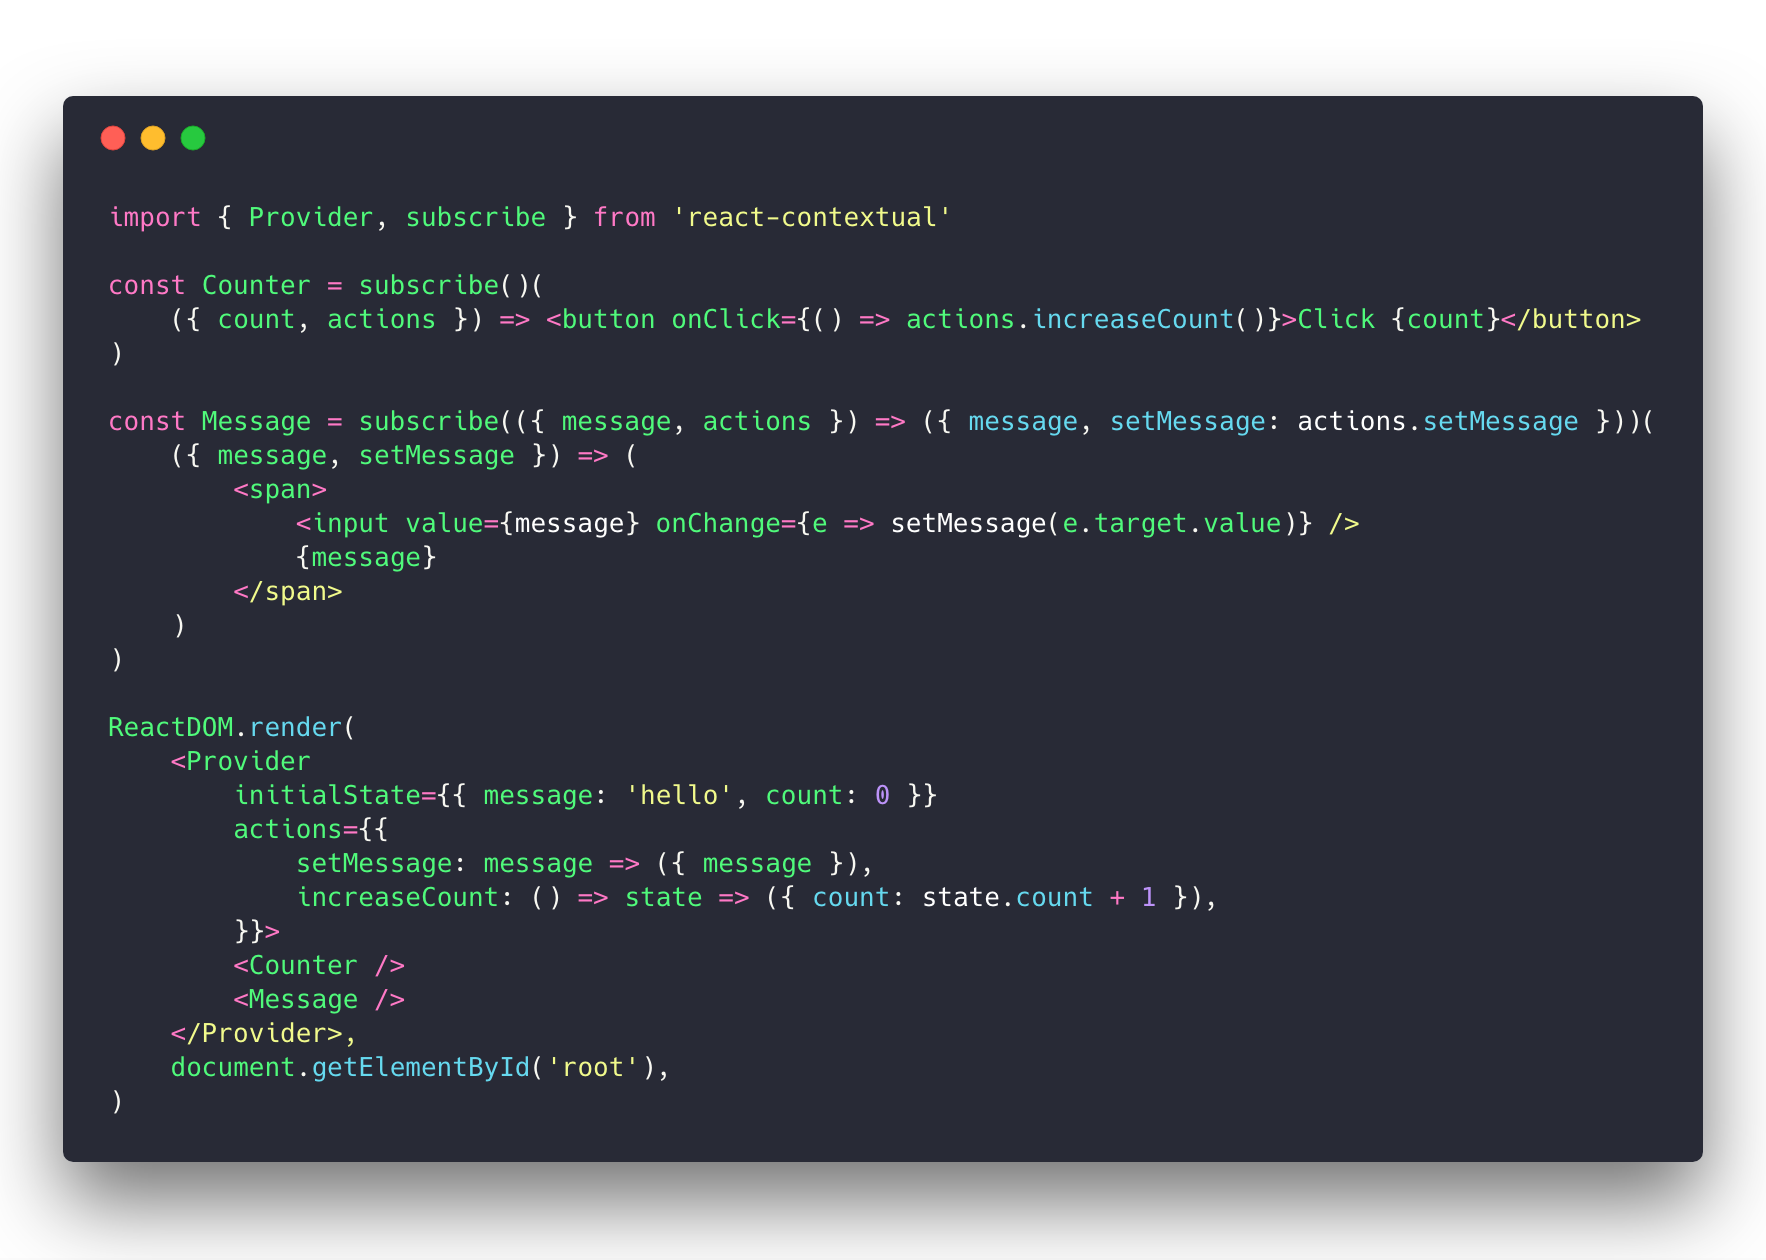 import { Provider, subscribe } from 'react-contextual'

const Counter = subscribe()(
    ({ count, actions }) => <button onClick={() => actions.increaseCount()}>Click {count}</button>
)

const Message = subscribe(({ message, actions }) => ({ message, setMessage: actions.setMessage }))(
    ({ message, setMessage }) => (
        <span>
            <input value={message} onChange={e => setMessage(e.target.value)} />
            {message}
        </span>
    )
)

ReactDOM.render(
    <Provider
        initialState={{ message: 'hello', count: 0 }}
        actions={{
            setMessage: message => ({ message }),
            increaseCount: () => state => ({ count: state.count + 1 }),
        }}>
        <Counter />
        <Message />
    </Provider>,
    document.getElementById('root'),
)